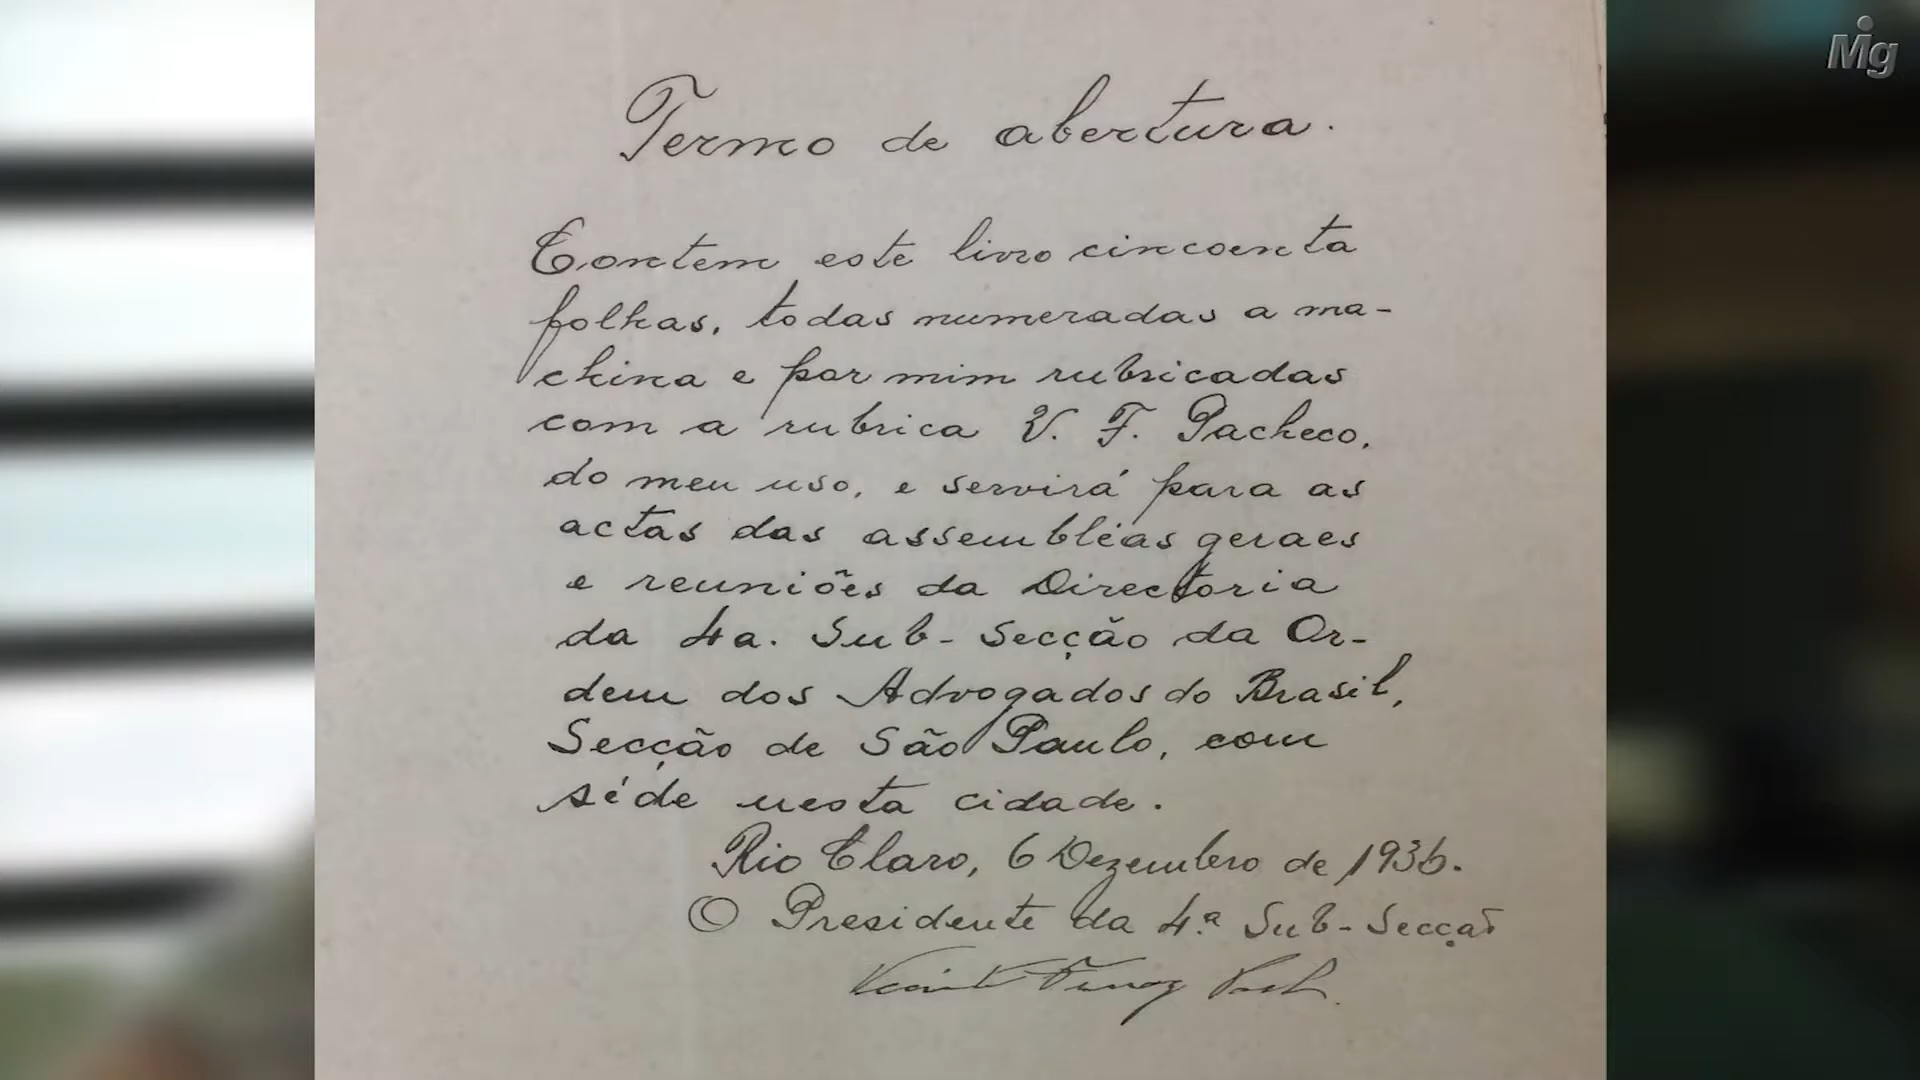 Mg
Termo de abertura.
Contem este livro cincoenta
folhas, todas numeradas a ma-
china e por mim rubricadas
com a rubrica V. F. Pacheco,
do meu uso, e servirá para as
actas das assembléas geraes
e reuniões da Directoria
da 4a. Sub-Secção da Or-
dem dos Advogados do Brasil,
Secção de São Paulo, com
séde nesta cidade.
Rio Claro, 6 Dezembro de 1936.
O Presidente da 4.ª Sub-Secção